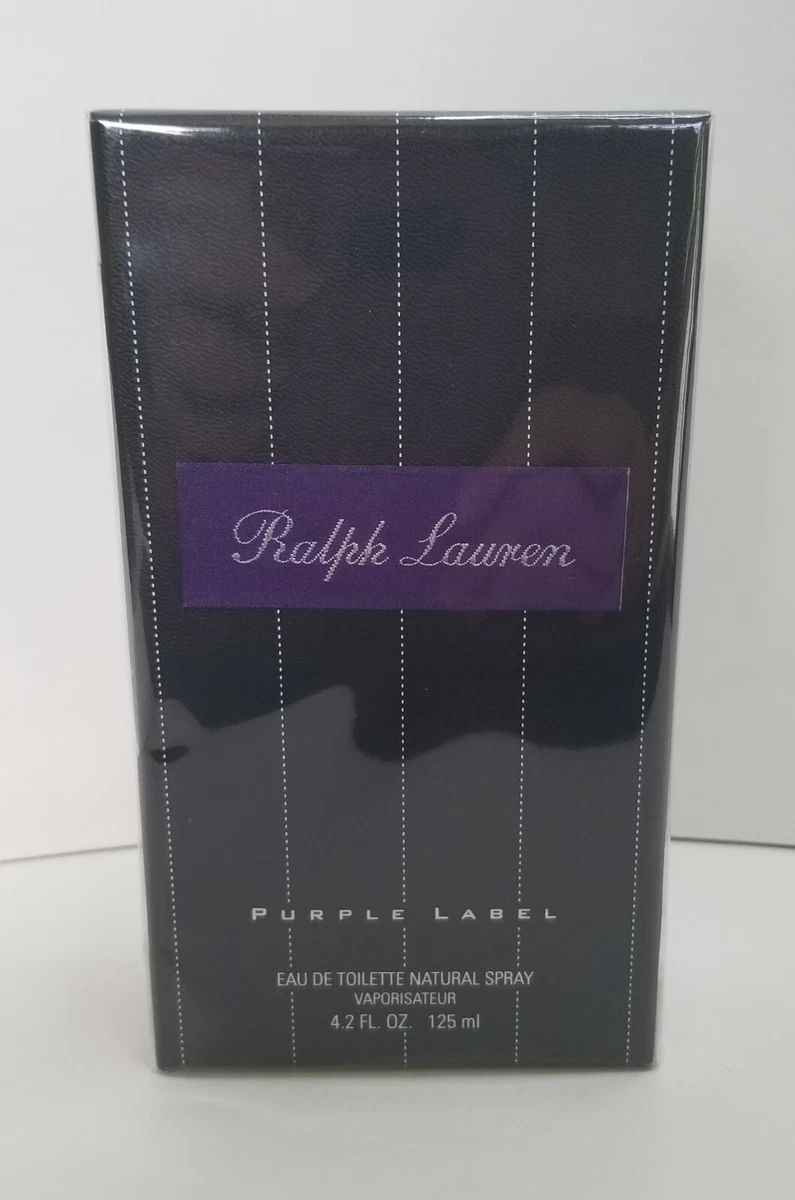 Ralph Lauren
PURPLE LABEL
EAU DE TOILETTE NATURAL SPRAY
VAPORISATEUR
4.2 FL. OZ. 125 ml